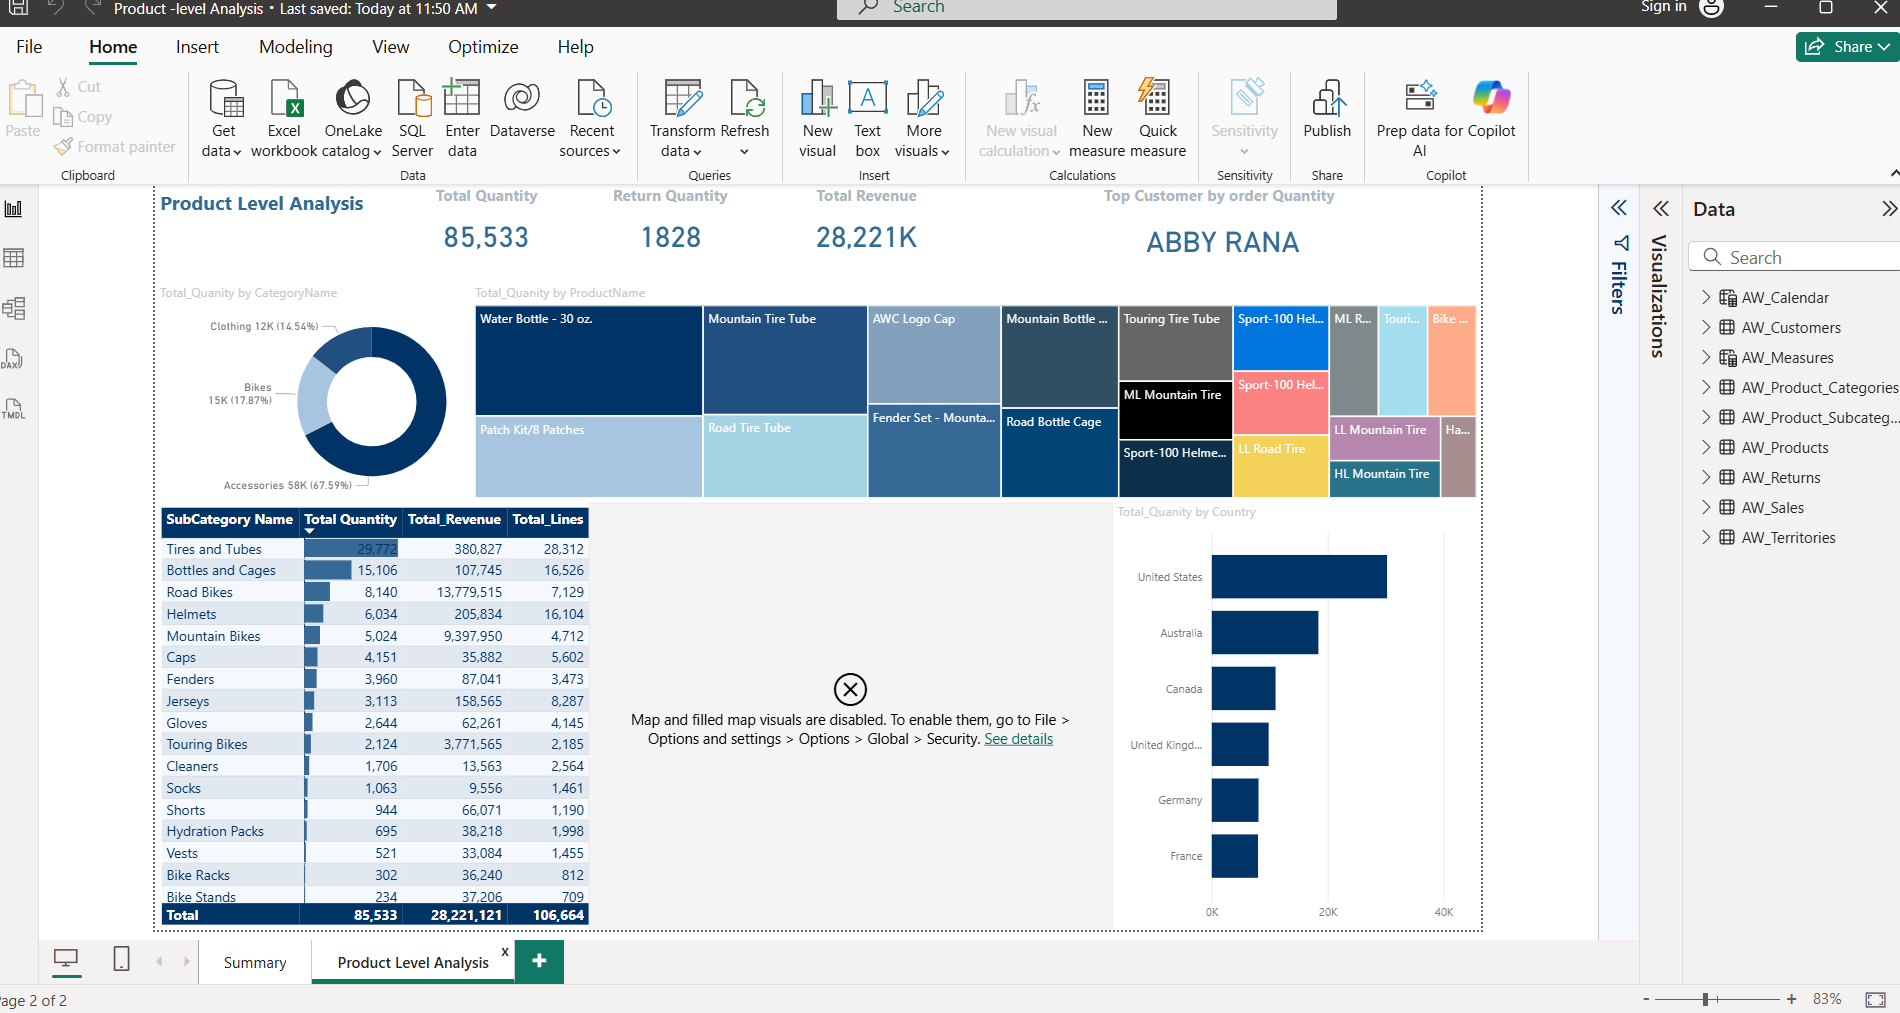 Product -level Analysis • Last saved: Today at 11:50 AM
Search
Sign in
File
Home
Insert
Modeling
View
Optimize
Help
Share
Paste
Cut
Copy
Format painter
Clipboard
Get data
Excel workbook
OneLake catalog
SQL Server
Enter data
Dataverse
Recent sources
Data
Transform data
Refresh
Queries
New visual
Text box
More visuals
Insert
New visual calculation
New measure
Quick measure
Calculations
Sensitivity
Sensitivity
Publish
Share
Prep data for AI
Copilot
Copilot
Product Level Analysis
Total Quantity
85,533
Return Quantity
1828
Total Revenue
28,221K
Top Customer by order Quantity
ABBY RANA
Total_Quanity by CategoryName
Clothing 12K (14.54%)
Bikes
15K (17.87%)
Accessories 58K (67.59%)
Total_Quanity by ProductName
Water Bottle - 30 oz.
Patch Kit/8 Patches
Mountain Tire Tube
Road Tire Tube
AWC Logo Cap
Fender Set - Mounta...
Mountain Bottle ...
Road Bottle Cage
Touring Tire Tube
ML Mountain Tire
Sport-100 Helme...
Sport-100 Hel...
Sport-100 Hel...
LL Road Tire
ML R...
Touri...
Bike ...
LL Mountain Tire
HL Mountain Tire
Ha...
SubCategory Name Total Quantity Total_Revenue Total_Lines
Tires and Tubes 29,772 380,827 28,312
Bottles and Cages 15,106 107,745 16,526
Road Bikes 8,140 13,779,515 7,129
Helmets 6,034 205,834 16,104
Mountain Bikes 5,024 9,397,950 4,712
Caps 4,151 35,882 5,602
Fenders 3,960 87,041 3,473
Jerseys 3,113 158,565 8,287
Gloves 2,644 62,261 4,145
Touring Bikes 2,124 3,771,565 2,185
Cleaners 1,706 13,563 2,564
Socks 1,063 9,556 1,461
Shorts 944 66,071 1,190
Hydration Packs 695 38,218 1,998
Vests 521 33,084 1,455
Bike Racks 302 36,240 812
Bike Stands 234 37,206 709
Total 85,533 28,221,121 106,664
Map and filled map visuals are disabled. To enable them, go to File >
Options and settings > Options > Global > Security. See details
Total_Quanity by Country
United States
Australia
Canada
United Kingd...
Germany
France
0K 20K 40K
Filters
Visualizations
Data
Search
AW_Calendar
AW_Customers
AW_Measures
AW_Product_Categories
AW_Product_Subcateg...
AW_Products
AW_Returns
AW_Sales
AW_Territories
DAX
TMDL
Summary
Product Level Analysis
x
+
age 2 of 2
- + 83%